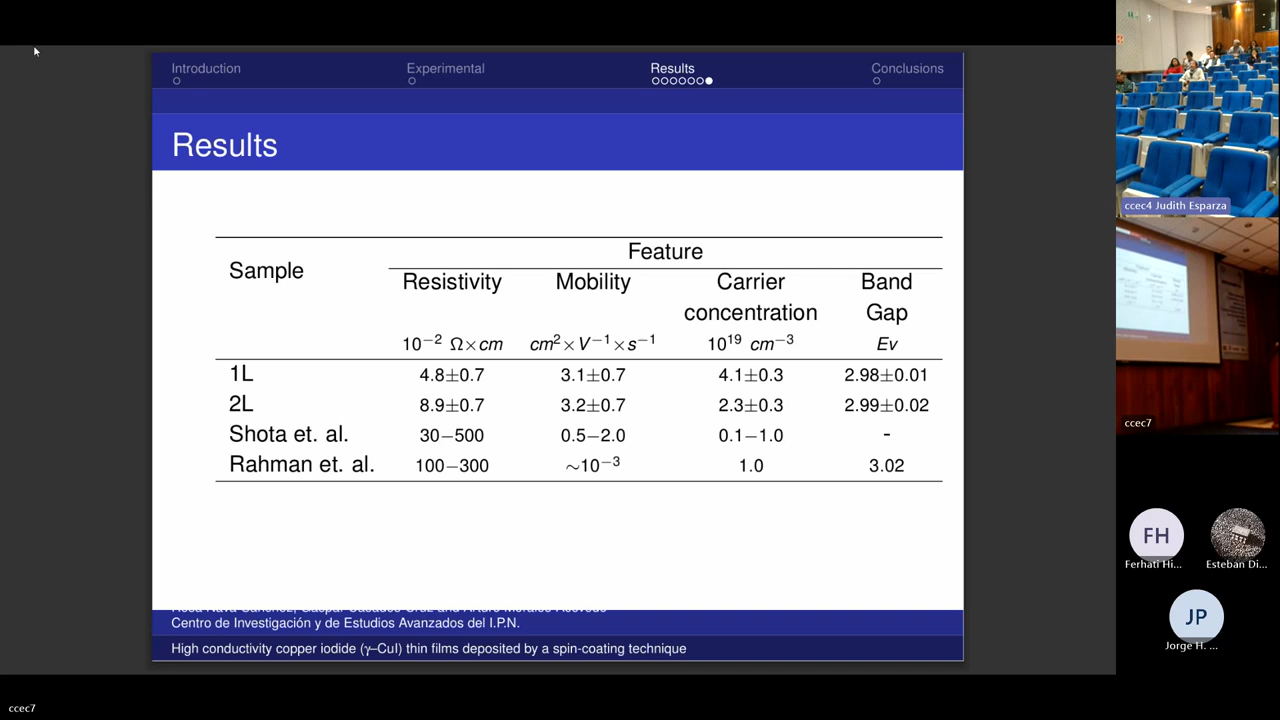 Introduction Experimental Results Conclusions
Results
Feature
Sample
Resistivity Mobility Carrier Band
concentration Gap
10⁻² Ω×cm cm²×V⁻¹×s⁻¹ 10¹⁹ cm⁻³ Ev
1L 4.8±0.7 3.1±0.7 4.1±0.3 2.98±0.01
2L 8.9±0.7 3.2±0.7 2.3±0.3 2.99±0.02
Shota et. al. 30−500 0.5−2.0 0.1−1.0 -
Rahman et. al. 100−300 ∼10⁻³ 1.0 3.02
Centro de Investigación y de Estudios Avanzados del I.P.N.
High conductivity copper iodide (γ–CuI) thin films deposited by a spin-coating technique
ccec4 Judith Esparza
ccec7
FH
Ferhati Hi...
Esteban Di...
JP
Jorge H. ...
ccec7